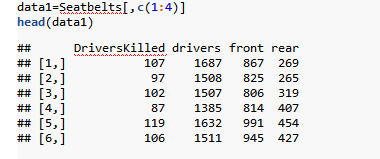 data1=Seatbelts[,c(1:4)]
head(data1)
##      DriversKilled drivers front rear
## [1,]           107    1687   867  269
## [2,]            97    1508   825  265
## [3,]           102    1507   806  319
## [4,]            87    1385   814  407
## [5,]           119    1632   991  454
## [6,]           106    1511   945  427